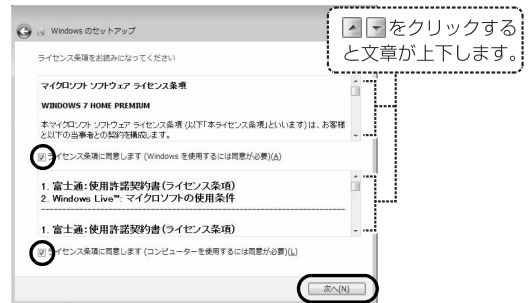 Windows のセットアップ
をクリックする
と文章が上下します。
ライセンス条項をお読みになってください
マイクロソフト ソフトウェア ライセンス条項
WINDOWS 7 HOME PREMIUM
本マイクロソフト ソフトウェア ライセンス条項 (以下「本ライセンス条項」といいます) は、お客様
と以下の当事者との契約を構成します。
ライセンス条項に同意します (Windows を使用するには同意が必要)(A)
1. 富士通：使用許諾契約書(ライセンス条項)
2. Windows Live™: マイクロソフトの使用条件
1. 富士通：使用許諾契約書(ライセンス条項)
ライセンス条項に同意します (コンピューターを使用するには同意が必要)(L)
次へ(N)